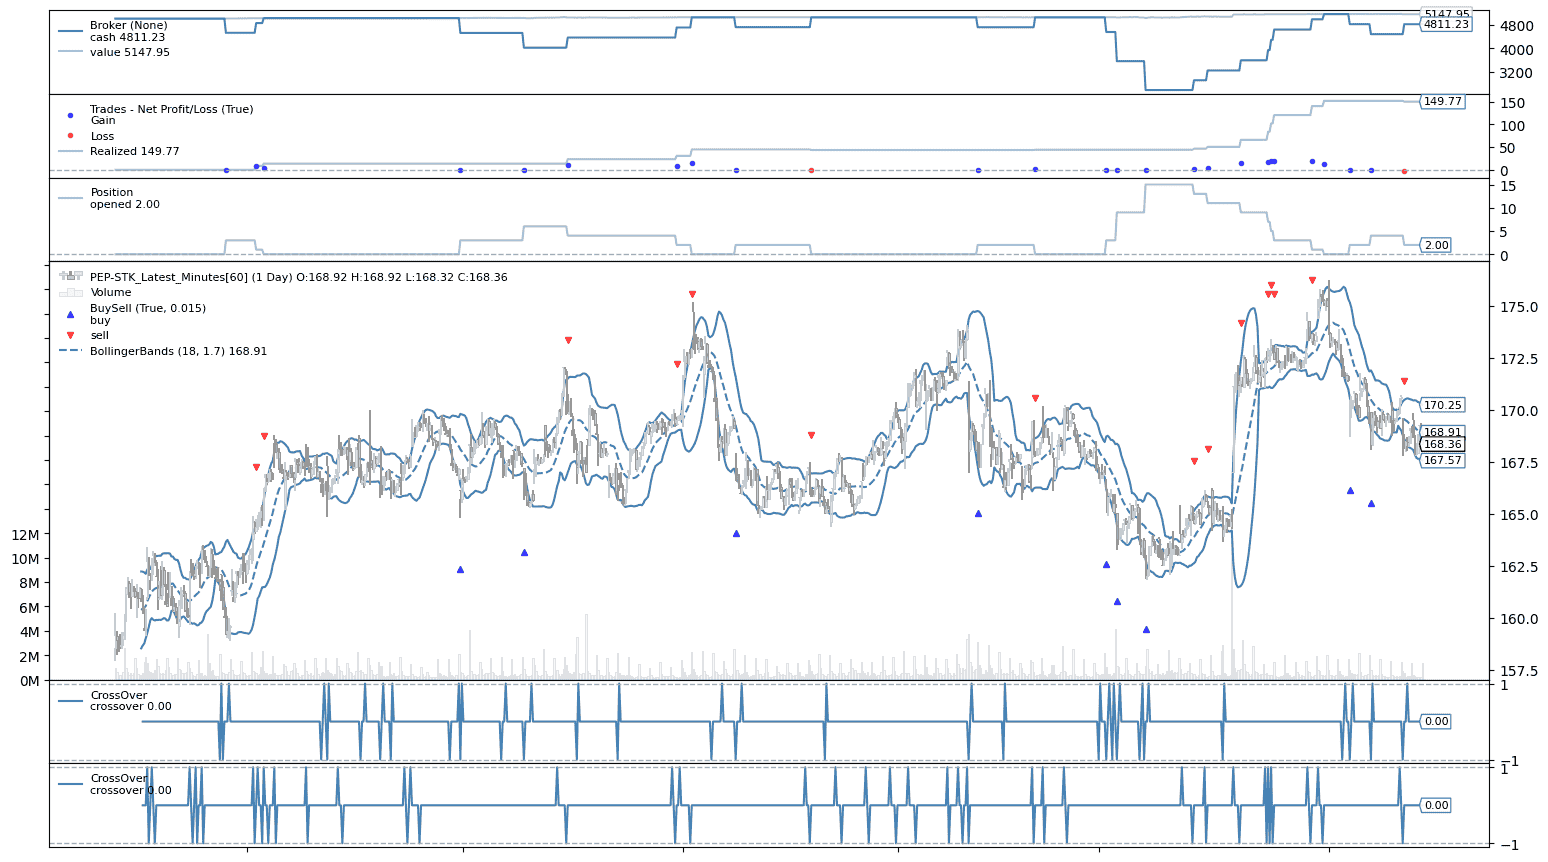 Broker (None)
cash 4811.23
value 5147.95
5147.95
4811.23
4800
4000
3200
Trades - Net Profit/Loss (True)
Gain
Loss
Realized 149.77
149.77
150
100
50
0
Position
opened 2.00
2.00
15
10
5
0
PEP-STK_Latest_Minutes[60] (1 Day) O:168.92 H:168.92 L:168.32 C:168.36
Volume
BuySell (True, 0.015)
buy
sell
BollingerBands (18, 1.7) 168.91
175.0
172.5
170.0
167.5
165.0
162.5
160.0
157.5
170.25
168.91
168.36
167.57
12M
10M
8M
6M
4M
2M
0M
CrossOver
crossover 0.00
0.00
1
−1
CrossOver
crossover 0.00
0.00
1
−1